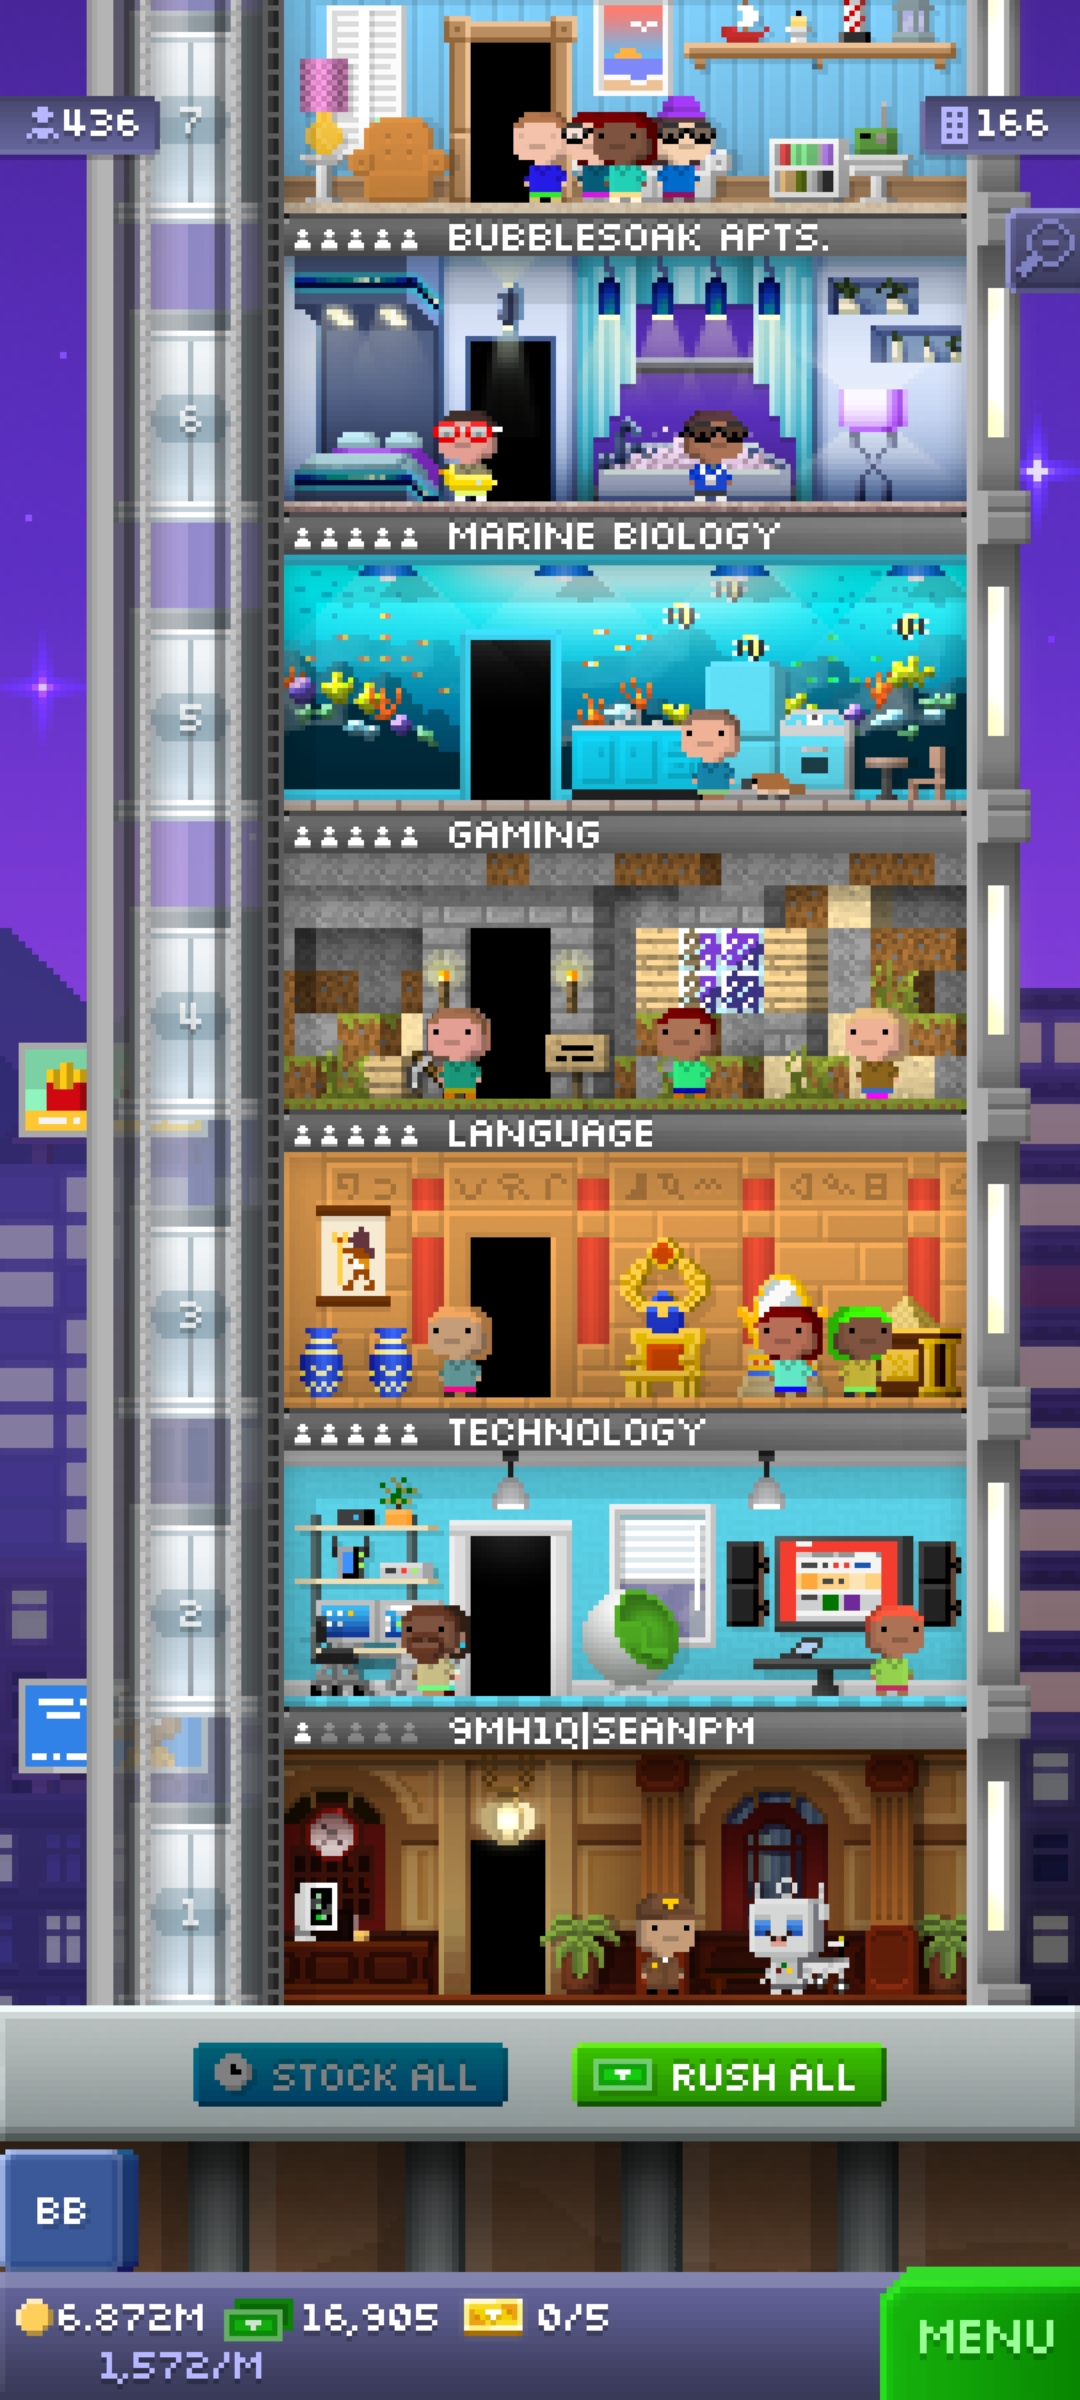 436
7
166
BUBBLESOAK APTS.
6
MARINE BIOLOGY
5
GAMING
4
LANGUAGE
3
TECHNOLOGY
2
9MH1Q|SEANPM
1
STOCK ALL
RUSH ALL
BB
6.872M 16,905 0/5
1,572/M
MENU